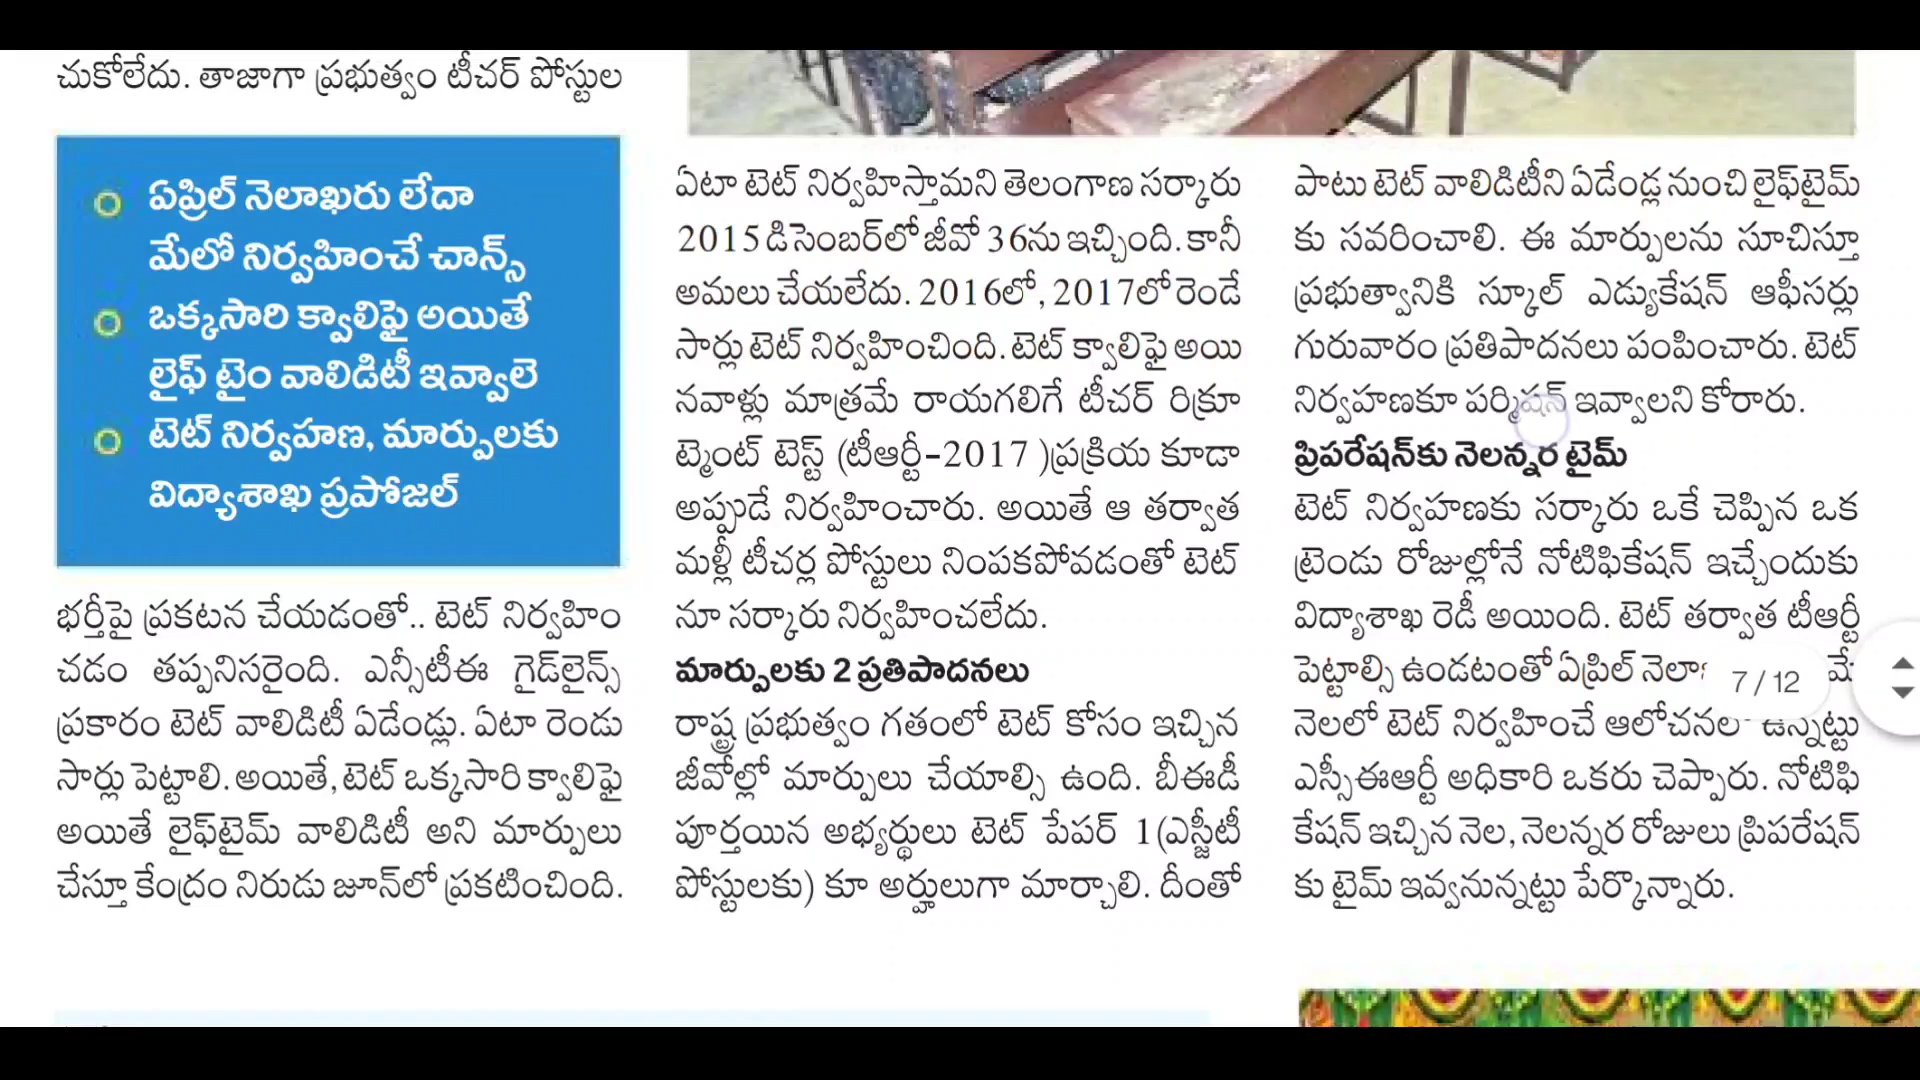 చుకోలేదు. తాజాగా ప్రభుత్వం టీచర్ పోస్టుల
ఏప్రిల్ నెలాఖరు లేదా
మేలో నిర్వహించే చాన్స్
ఒక్కసారి క్వాలిఫై అయితే
లైఫ్ టైం వాలిడిటీ ఇవ్వాలె
టెట్ నిర్వహణ, మార్పులకు
విద్యాశాఖ ప్రపోజల్
భర్తీపై ప్రకటన చేయడంతో.. టెట్ నిర్వహిం
చడం తప్పనిసరైంది. ఎన్సీటీఈ గైడ్‌లైన్స్
ప్రకారం టెట్ వాలిడిటీ ఏడేండ్లు. ఏటా రెండు
సార్లు పెట్టాలి. అయితే, టెట్ ఒక్కసారి క్వాలిఫై
అయితే లైఫ్‌టైమ్ వాలిడిటీ అని మార్పులు
చేస్తూ కేంద్రం నిరుడు జూన్‌లో ప్రకటించింది.
ఏటా టెట్ నిర్వహిస్తామని తెలంగాణ సర్కారు
2015 డిసెంబర్‌లో జీవో 36ను ఇచ్చింది. కానీ
అమలు చేయలేదు. 2016లో, 2017లో రెండే
సార్లు టెట్ నిర్వహించింది. టెట్ క్వాలిఫై అయి
నవాళ్లు మాత్రమే రాయగలిగే టీచర్ రిక్రూ
ట్మెంట్ టెస్ట్ (టీఆర్టీ-2017 )ప్రక్రియ కూడా
అప్పుడే నిర్వహించారు. అయితే ఆ తర్వాత
మళ్లీ టీచర్ల పోస్టులు నింపకపోవడంతో టెట్
నూ సర్కారు నిర్వహించలేదు.
మార్పులకు 2 ప్రతిపాదనలు
రాష్ట్ర ప్రభుత్వం గతంలో టెట్ కోసం ఇచ్చిన
జీవోల్లో మార్పులు చేయాల్సి ఉంది. బీఈడీ
పూర్తయిన అభ్యర్థులు టెట్ పేపర్ 1(ఎస్జీటీ
పోస్టులకు) కూ అర్హులుగా మార్చాలి. దీంతో
పాటు టెట్ వాలిడిటీని ఏడేండ్ల నుంచి లైఫ్‌టైమ్
కు సవరించాలి. ఈ మార్పులను సూచిస్తూ
ప్రభుత్వానికి స్కూల్ ఎడ్యుకేషన్ ఆఫీసర్లు
గురువారం ప్రతిపాదనలు పంపించారు. టెట్
నిర్వహణకూ పర్మిషన్ ఇవ్వాలని కోరారు.
ప్రిపరేషన్‌కు నెలన్నర టైమ్
టెట్ నిర్వహణకు సర్కారు ఒకే చెప్పిన ఒక
ట్రెండు రోజుల్లోనే నోటిఫికేషన్ ఇచ్చేందుకు
విద్యాశాఖ రెడీ అయింది. టెట్ తర్వాత టీఆర్టీ
పెట్టాల్సి ఉండటంతో ఏప్రిల్ 7 / 12
నెలలో టెట్ నిర్వహించే ఆలోచనలో ఉన్నట్టు
ఎస్సీఈఆర్టీ అధికారి ఒకరు చెప్పారు. నోటిఫి
కేషన్ ఇచ్చిన నెల, నెలన్నర రోజులు ప్రిపరేషన్
కు టైమ్ ఇవ్వనున్నట్టు పేర్కొన్నారు.